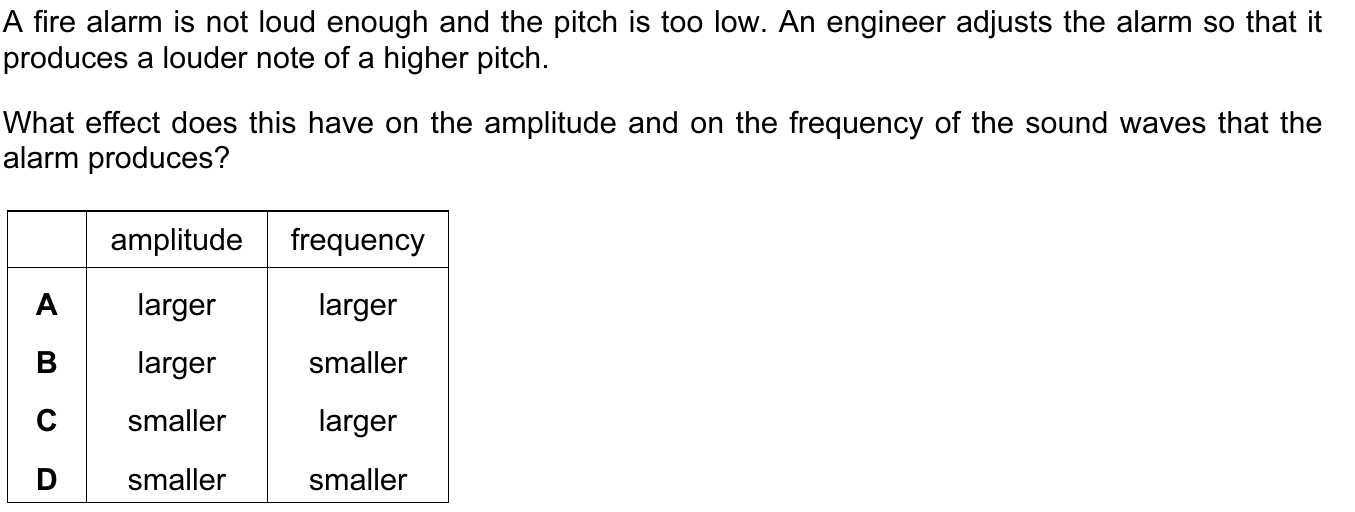 A fire alarm is not loud enough and the pitch is too low. An engineer adjusts the alarm so that it
produces a louder note of a higher pitch.
What effect does this have on the amplitude and on the frequency of the sound waves that the
alarm produces?
amplitude frequency
A larger larger
B larger smaller
C smaller larger
D smaller smaller